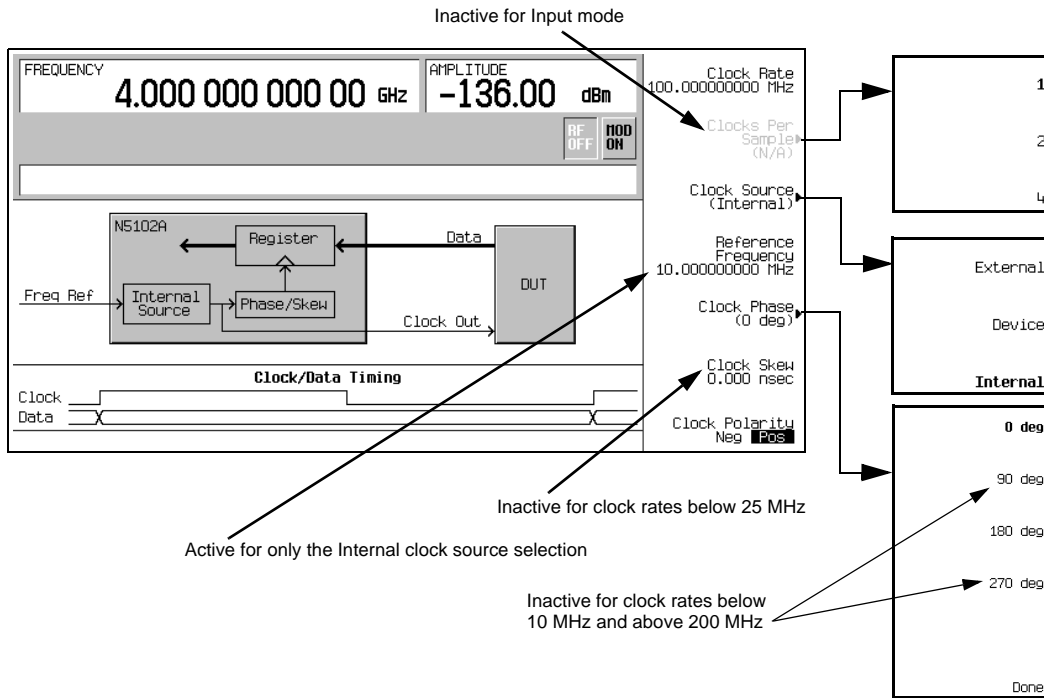 Inactive for Input mode
FREQUENCY
4.000 000 000 00 GHz
AMPLITUDE
-136.00 dBm
RF
OFF
MOD
ON
Clock Rate
100.000000000 MHz
Clocks Per
Sample
(N/A)
Clock Source
(Internal)
Reference
Frequency
10.000000000 MHz
Clock Phase
(0 deg)
Clock Skew
0.000 nsec
Clock Polarity
Neg Pos
N5102A
Register
Data
DUT
Freq Ref
Internal
Source
Phase/Skew
Clock Out
Clock/Data Timing
Clock
Data
1
2
4
External
Device
Internal
0 deg
90 deg
180 deg
270 deg
Done
Inactive for clock rates below 25 MHz
Active for only the Internal clock source selection
Inactive for clock rates below
10 MHz and above 200 MHz